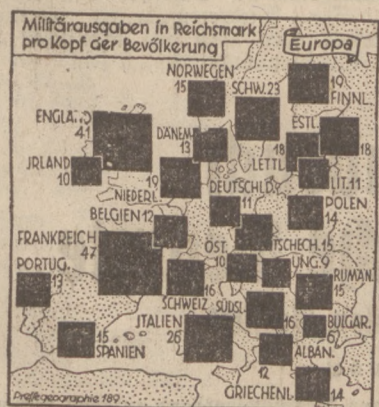 Militärausgaben in Reichsmark
pro Kopf der Bevölkerung
Europa
NORWEGEN
15
SCHW. 23
19
FINNL.
ENGLAND
41
DÄNEM.
13
ESTL.
18
18
LETTL.
JRLAND
10
19
NIEDERL.
DEUTSCHLD.
11
LIT. 11
POLEN
14
BELGIEN 12
FRANKREICH
47
TSCHECH. 15
ÖST.
10
UNG. 9
RUMÄN.
15
PORTUG.
13
16
SCHWEIZ
SÜDSL.
16
ITALIEN
26
BULGAR.
6
15
SPANIEN
12
ALBAN.
GRIECHENL.
14
Preßgeographie 189